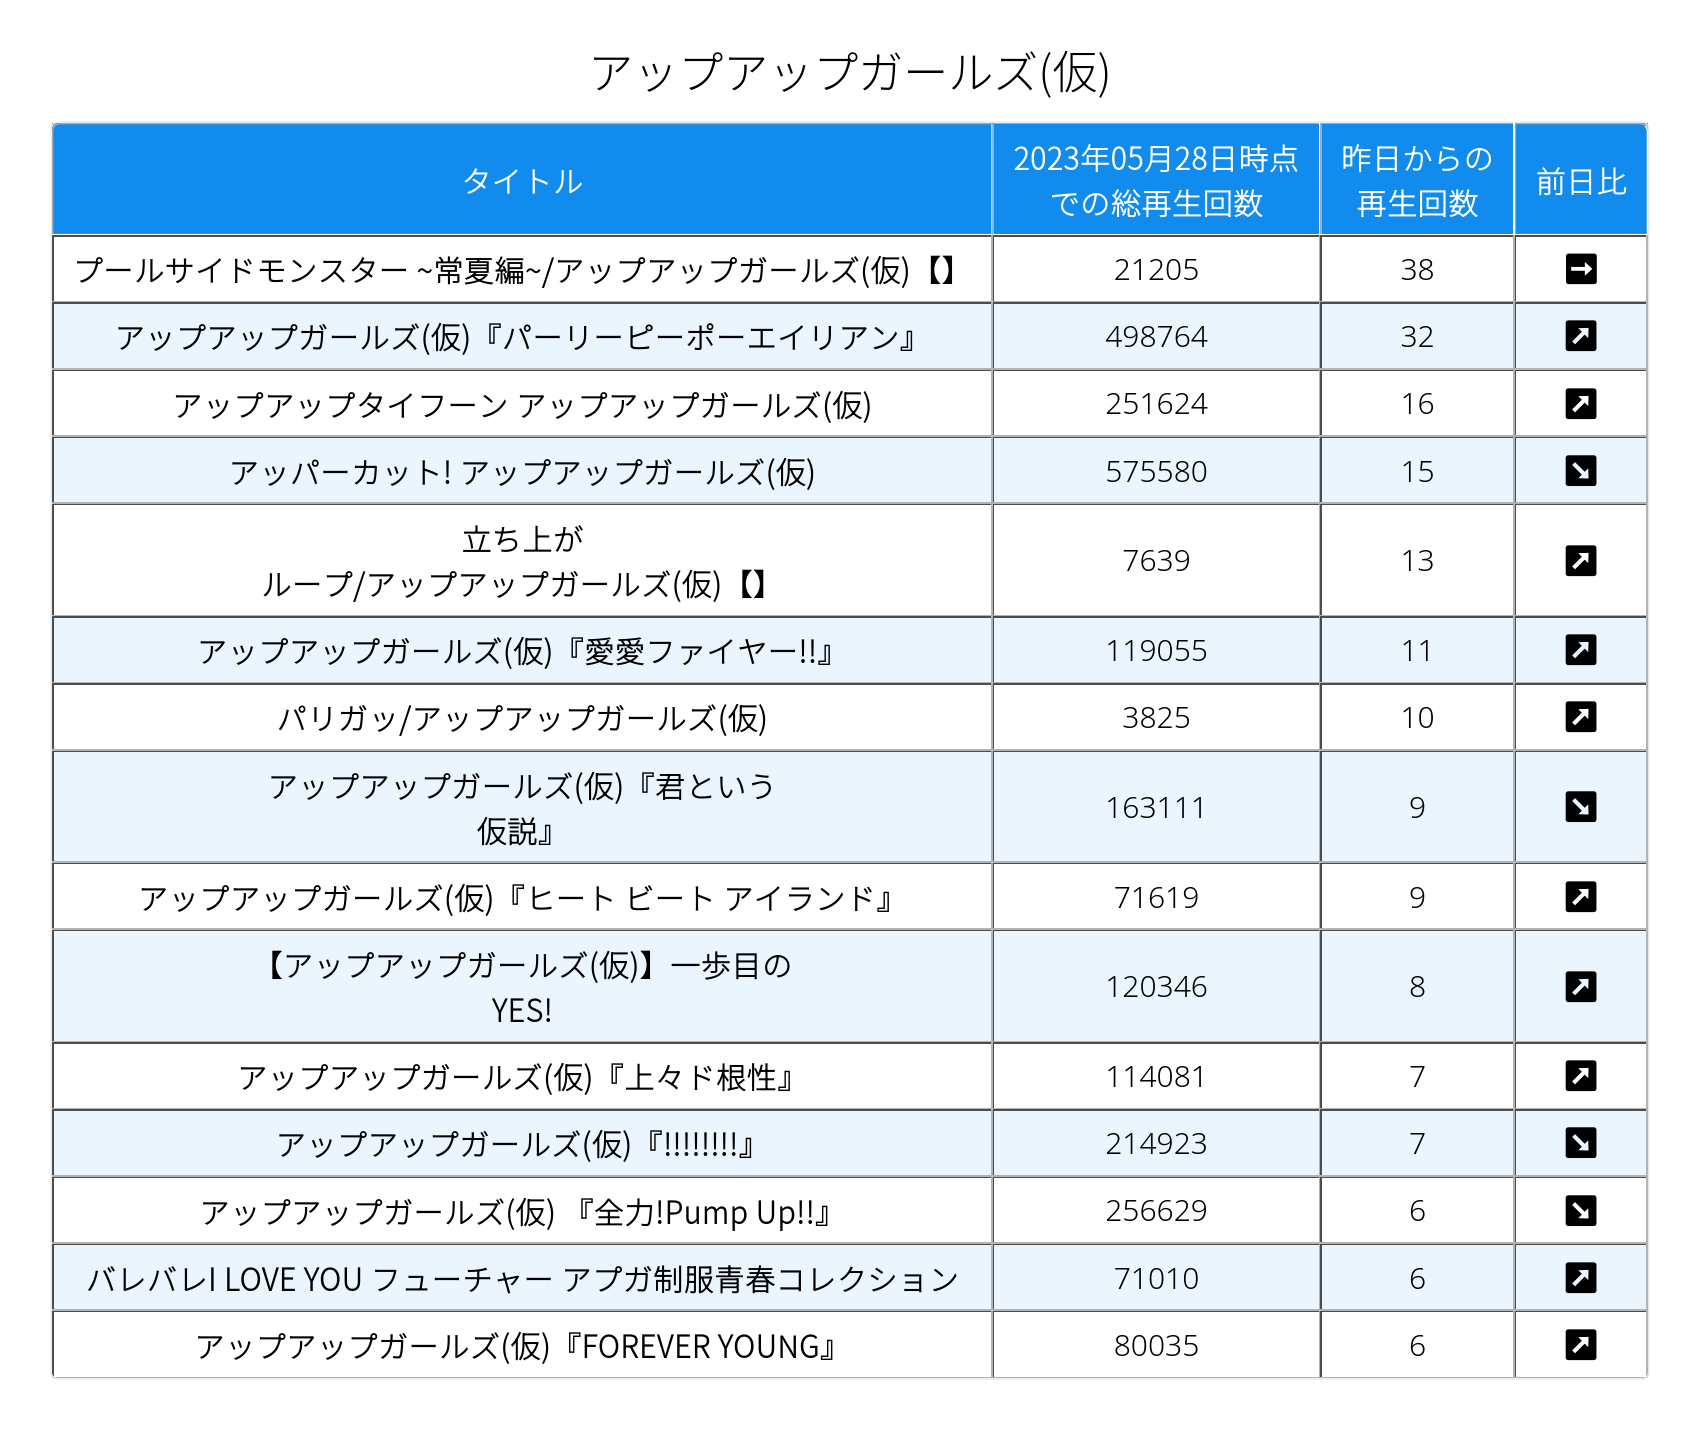 アップアップガールズ(仮)
タイトル
2023年05月28日時点
での総再生回数
昨日からの
再生回数
前日比
プールサイドモンスター ~常夏編~/アップアップガールズ(仮)【】 21205 38
アップアップガールズ(仮)『パーリーピーポーエイリアン』 498764 32
アップアップタイフーン アップアップガールズ(仮) 251624 16
アッパーカット! アップアップガールズ(仮) 575580 15
立ち上が
ループ/アップアップガールズ(仮)【】 7639 13
アップアップガールズ(仮)『愛愛ファイヤー!!』 119055 11
パリガッ/アップアップガールズ(仮) 3825 10
アップアップガールズ(仮)『君という
仮説』 163111 9
アップアップガールズ(仮)『ヒート ビート アイランド』 71619 9
【アップアップガールズ(仮)】一歩目の
YES! 120346 8
アップアップガールズ(仮)『上々ド根性』 114081 7
アップアップガールズ(仮)『!!!!!!!!』 214923 7
アップアップガールズ(仮) 『全力!Pump Up!!』 256629 6
バレバレI LOVE YOU フューチャー アプガ制服青春コレクション 71010 6
アップアップガールズ(仮)『FOREVER YOUNG』 80035 6